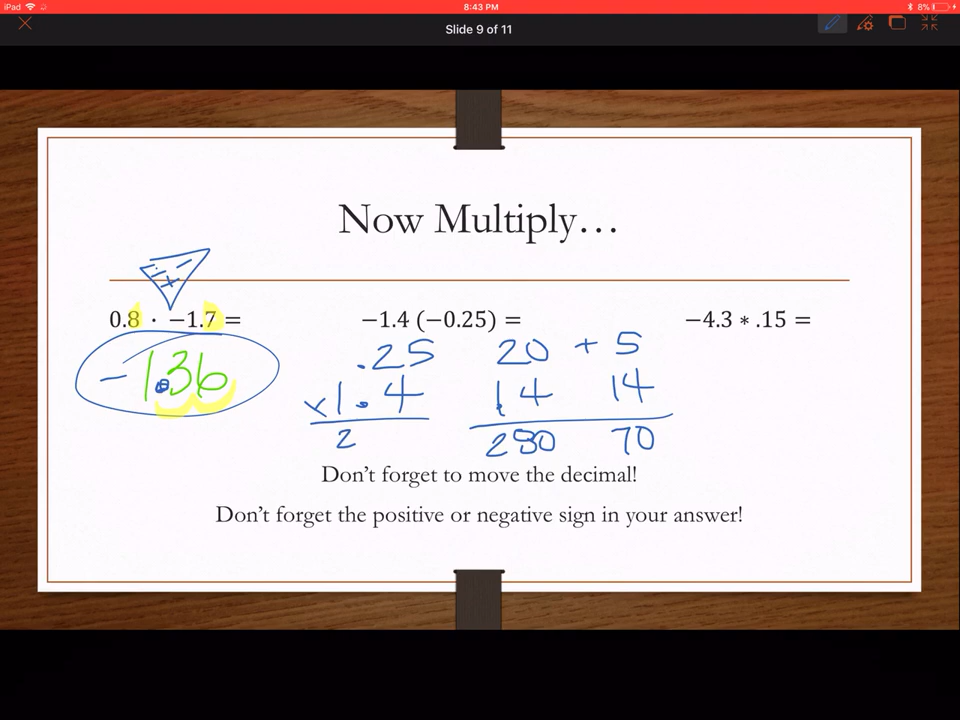 iPad 8:43 PM 8%
Slide 9 of 11
Now Multiply...
- +
-
0.8 · −1.7 =
−1.4 (−0.25) =
−4.3 ∗ .15 =
- 1.36
.25
x 1.4
2
20 + 5
1.4 14
280 70
Don't forget to move the decimal!
Don't forget the positive or negative sign in your answer!